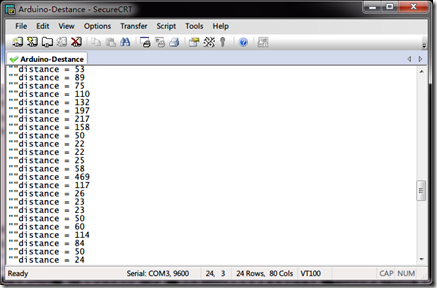 Arduino-Destance - SecureCRT
File Edit View Options Transfer Script Tools Help
Arduino-Destance
""distance = 53
""distance = 89
""distance = 75
""distance = 110
""distance = 132
""distance = 197
""distance = 217
""distance = 158
""distance = 50
""distance = 22
""distance = 22
""distance = 25
""distance = 58
""distance = 469
""distance = 117
""distance = 26
""distance = 23
""distance = 23
""distance = 50
""distance = 60
""distance = 114
""distance = 84
""distance = 50
""distance = 24
Ready Serial: COM3, 9600 24, 3 24 Rows, 80 Cols VT100 CAP NUM